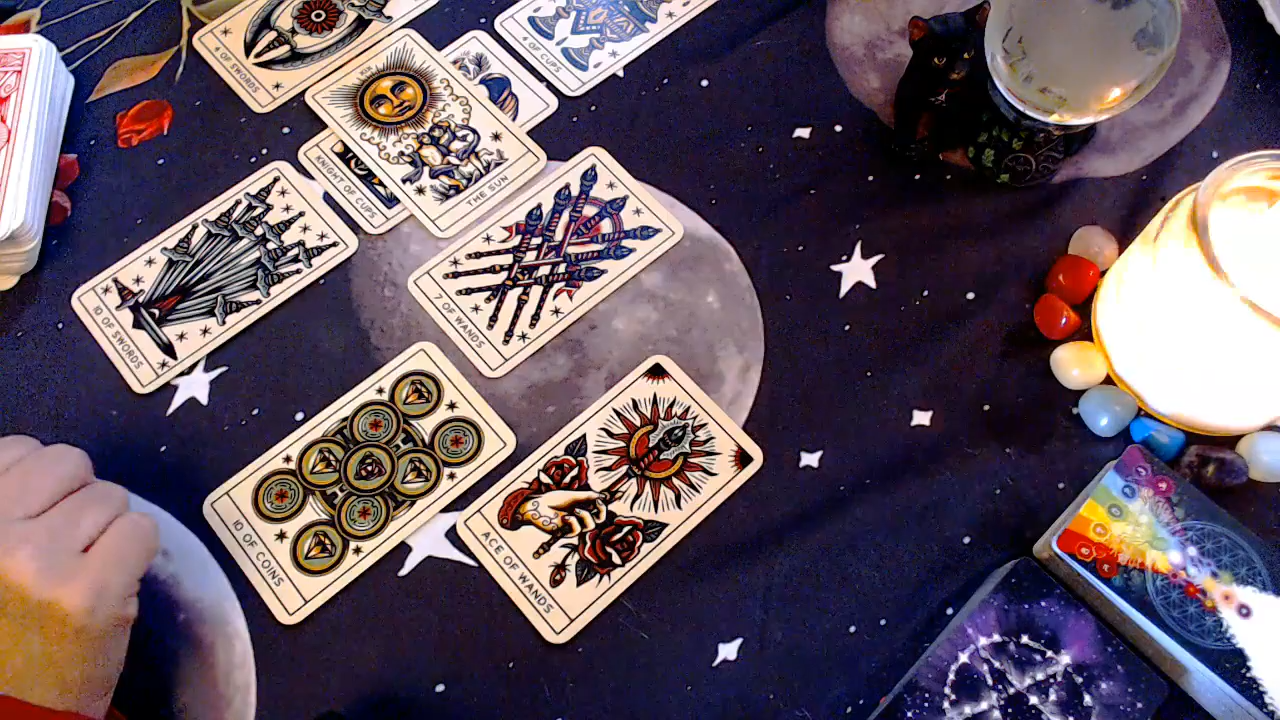 4 OF SWORDS
4 OF CUPS
XIX
THE SUN
KNIGHT OF CUPS
10 OF SWORDS
7 OF WANDS
10 OF COINS
ACE OF WANDS